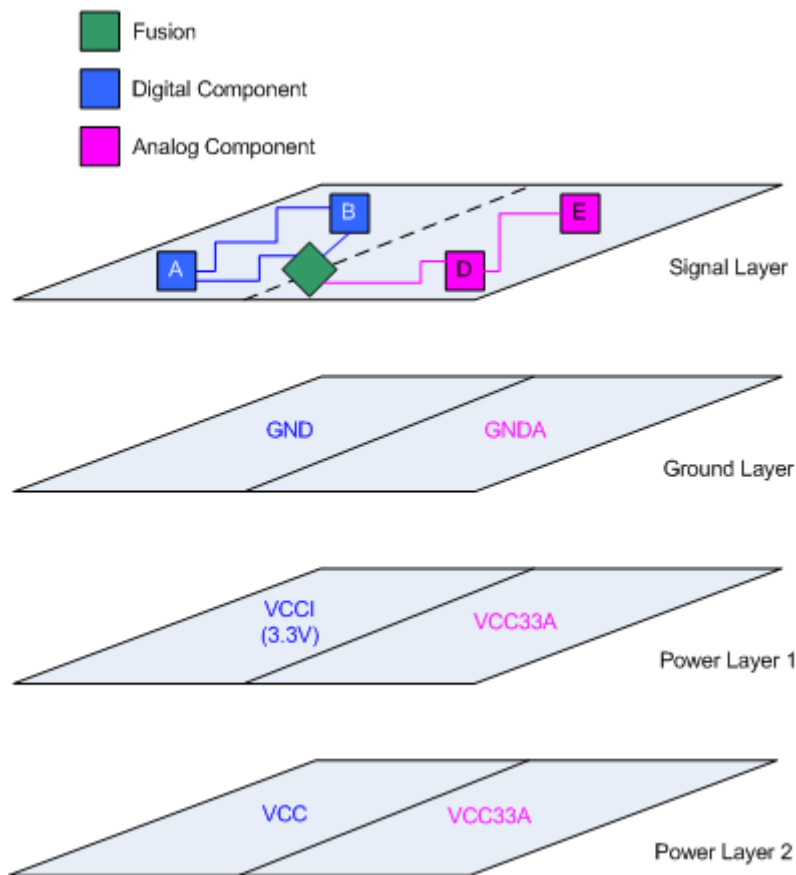 Fusion
Digital Component
Analog Component
B
E
A
D
Signal Layer
GND
GNDA
Ground Layer
VCCI
(3.3V)
VCC33A
Power Layer 1
VCC
VCC33A
Power Layer 2